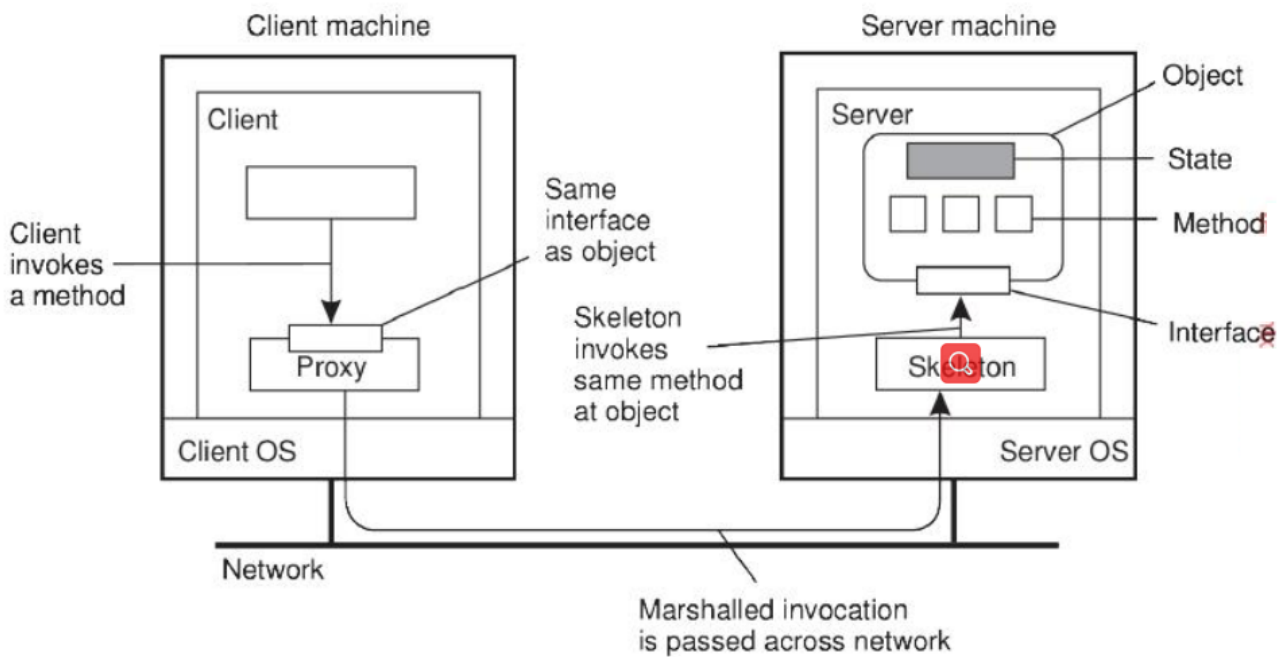 Client machine
Server machine
Client
Server
Object
State
Method
Interface
Same
interface
as object
Client
invokes
a method
Proxy
Skeleton
invokes
same method
at object
Skeleton
Client OS
Server OS
Network
Marshalled invocation
is passed across network